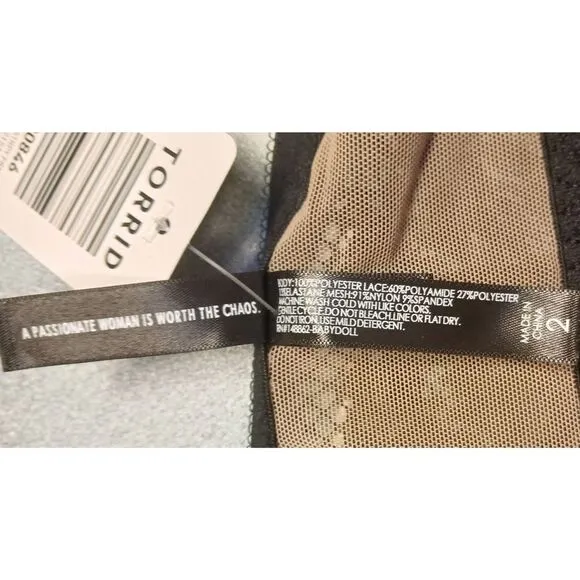 0846
TORRID
A PASSIONATE WOMAN IS WORTH THE CHAOS.
BODY: 100%POLYESTER LACE:60%POLYAMIDE 27%POLYESTER
13%ELASTANE MESH:91%NYLON 9%SPANDEX
MACHINE WASH COLD WITH LIKE COLORS.
GENTLE CYCLE. DO NOT BLEACH. LINE OR FLAT DRY.
DO NOT IRON. USE MILD DETERGENT.
RN#148862-BABYDOLL
MADE IN
CHINA
2